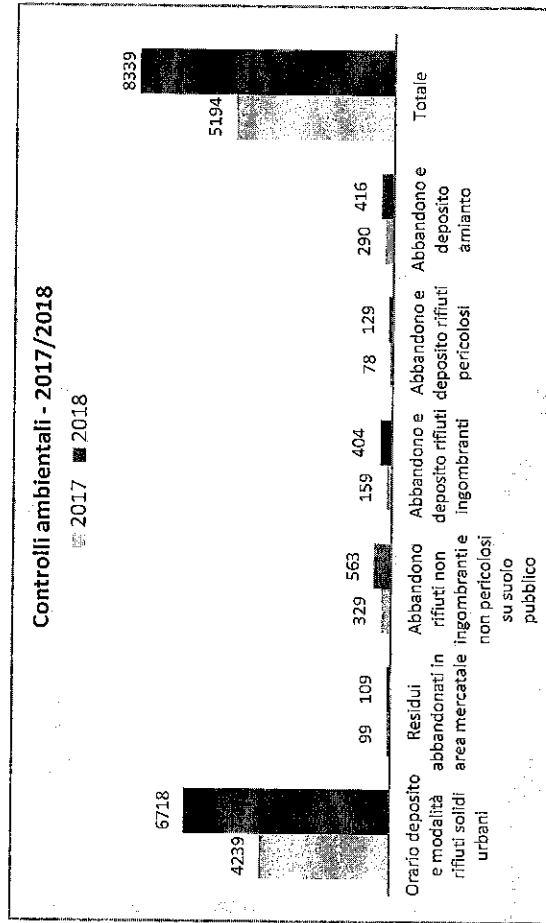 Controlli ambientali - 2017/2018
2017 2018
4239
6718
99
109
329
563
159
404
78
129
290
416
5194
8339
Orario deposito
e modalità
rifiuti solidi
urbani
Residui
abbandonati in
area mercatale
Abbandono
rifiuti non
ingombranti e
non pericolosi
su suolo
pubblico
Abbandono e
deposito rifiuti
ingombranti
Abbandono e
deposito rifiuti
pericolosi
Abbandono e
deposito
amianto
Totale